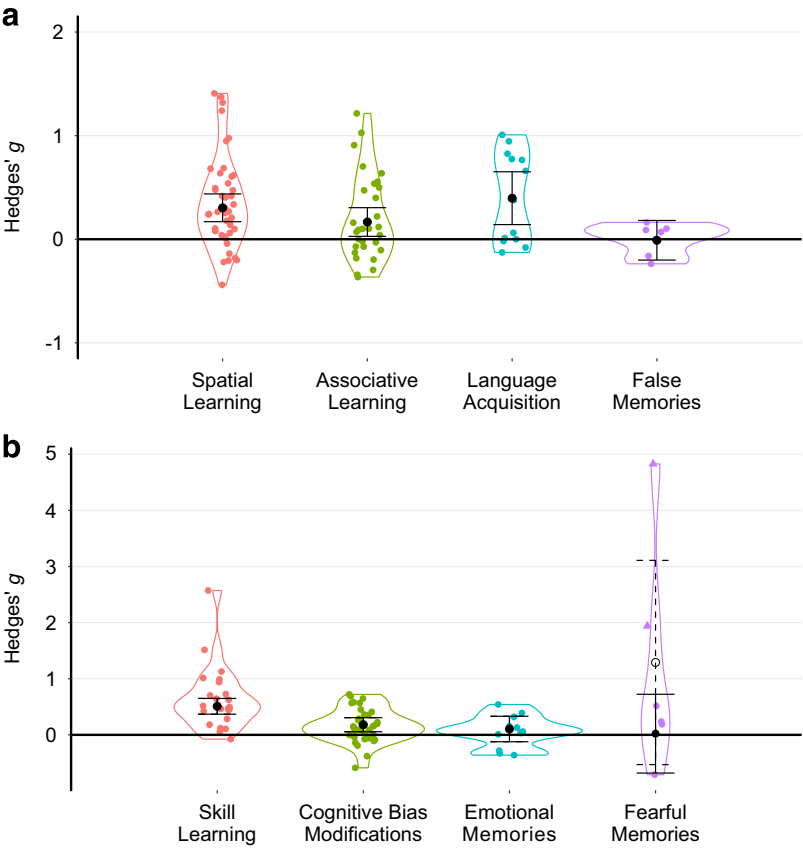 a
Hedges' g
2
1
0
-1
Spatial
Learning
Associative
Learning
Language
Acquisition
False
Memories
b
Hedges' g
5
4
3
2
1
0
Skill
Learning
Cognitive Bias
Modifications
Emotional
Memories
Fearful
Memories